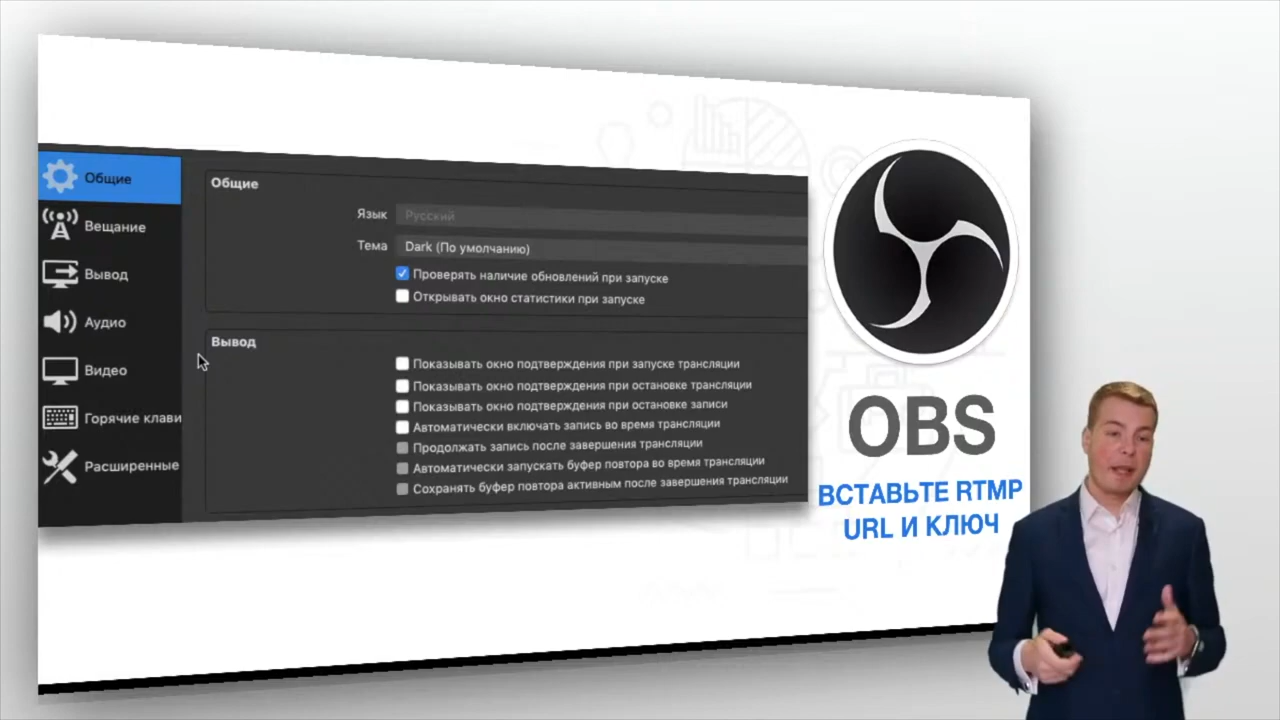 Общие
Вещание
Вывод
Аудио
Видео
Горячие клави
Расширенные
Общие
Язык
Русский
Тема
Dark (По умолчанию)
Проверять наличие обновлений при запуске
Открывать окно статистики при запуске
Вывод
Показывать окно подтверждения при запуске трансляции
Показывать окно подтверждения при остановке трансляции
Показывать окно подтверждения при остановке записи
Автоматически включать запись во время трансляции
Продолжать запись после завершения трансляции
Автоматически запускать буфер повтора во время трансляции
Сохранять буфер повтора активным после завершения трансляции
OBS
ВСТАВЬТЕ RTMP
URL И КЛЮЧ